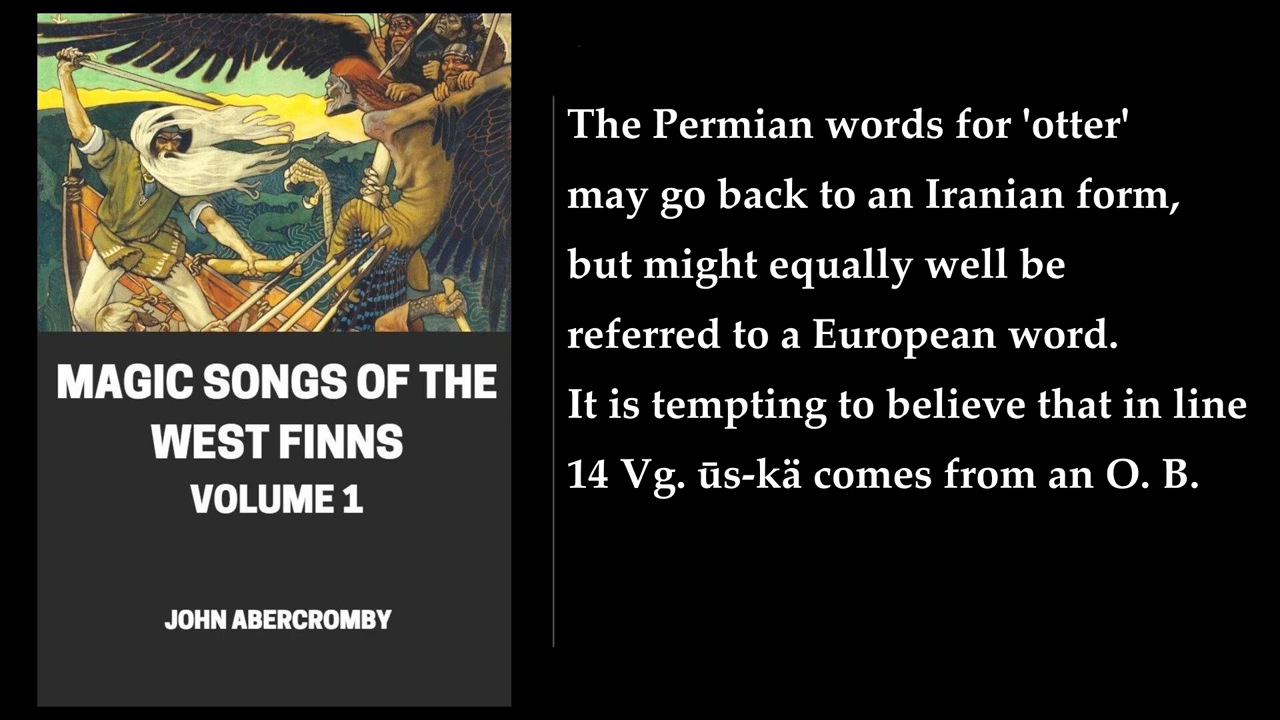 MAGIC SONGS OF THE
WEST FINNS
VOLUME 1
JOHN ABERCROMBY
The Permian words for 'otter'
may go back to an Iranian form,
but might equally well be
referred to a European word.
It is tempting to believe that in line
14 Vg. ūs-kä comes from an O. B.